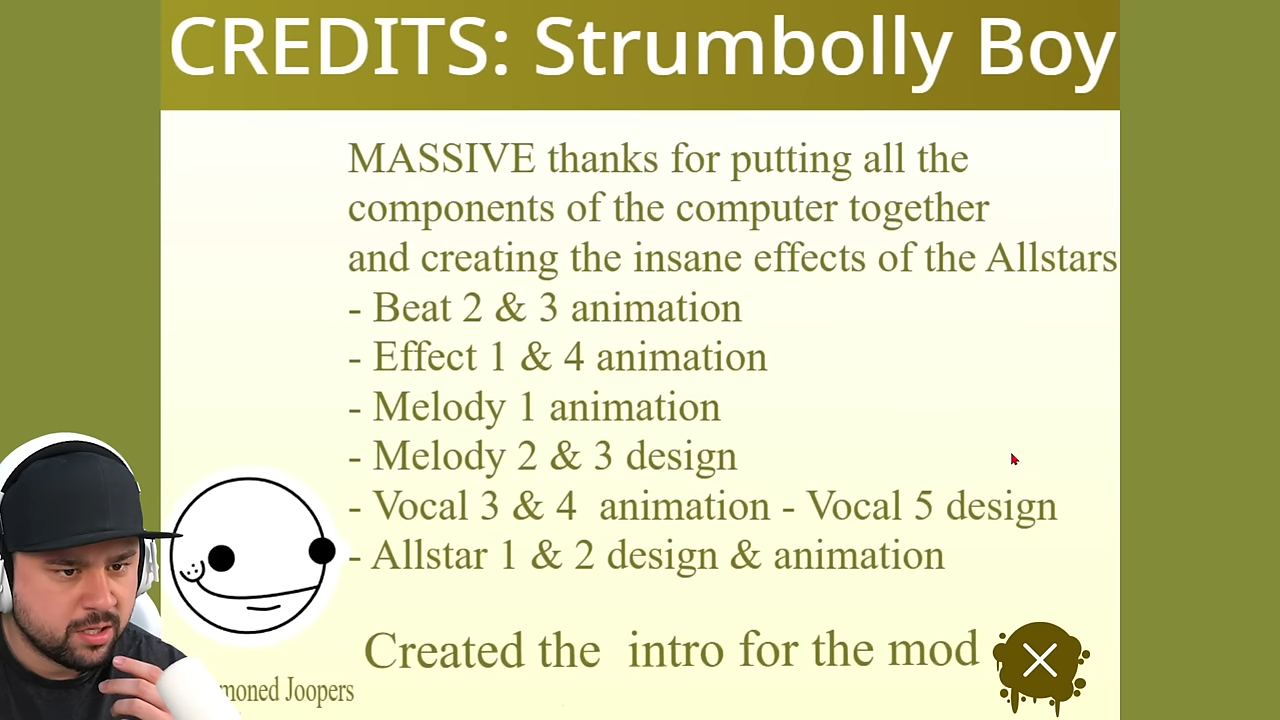 CREDITS: Strumbolly Boy
MASSIVE thanks for putting all the
components of the computer together
and creating the insane effects of the Allstars
- Beat 2 & 3 animation
- Effect 1 & 4 animation
- Melody 1 animation
- Melody 2 & 3 design
- Vocal 3 & 4 animation - Vocal 5 design
- Allstar 1 & 2 design & animation
Created the intro for the mod
Joopers